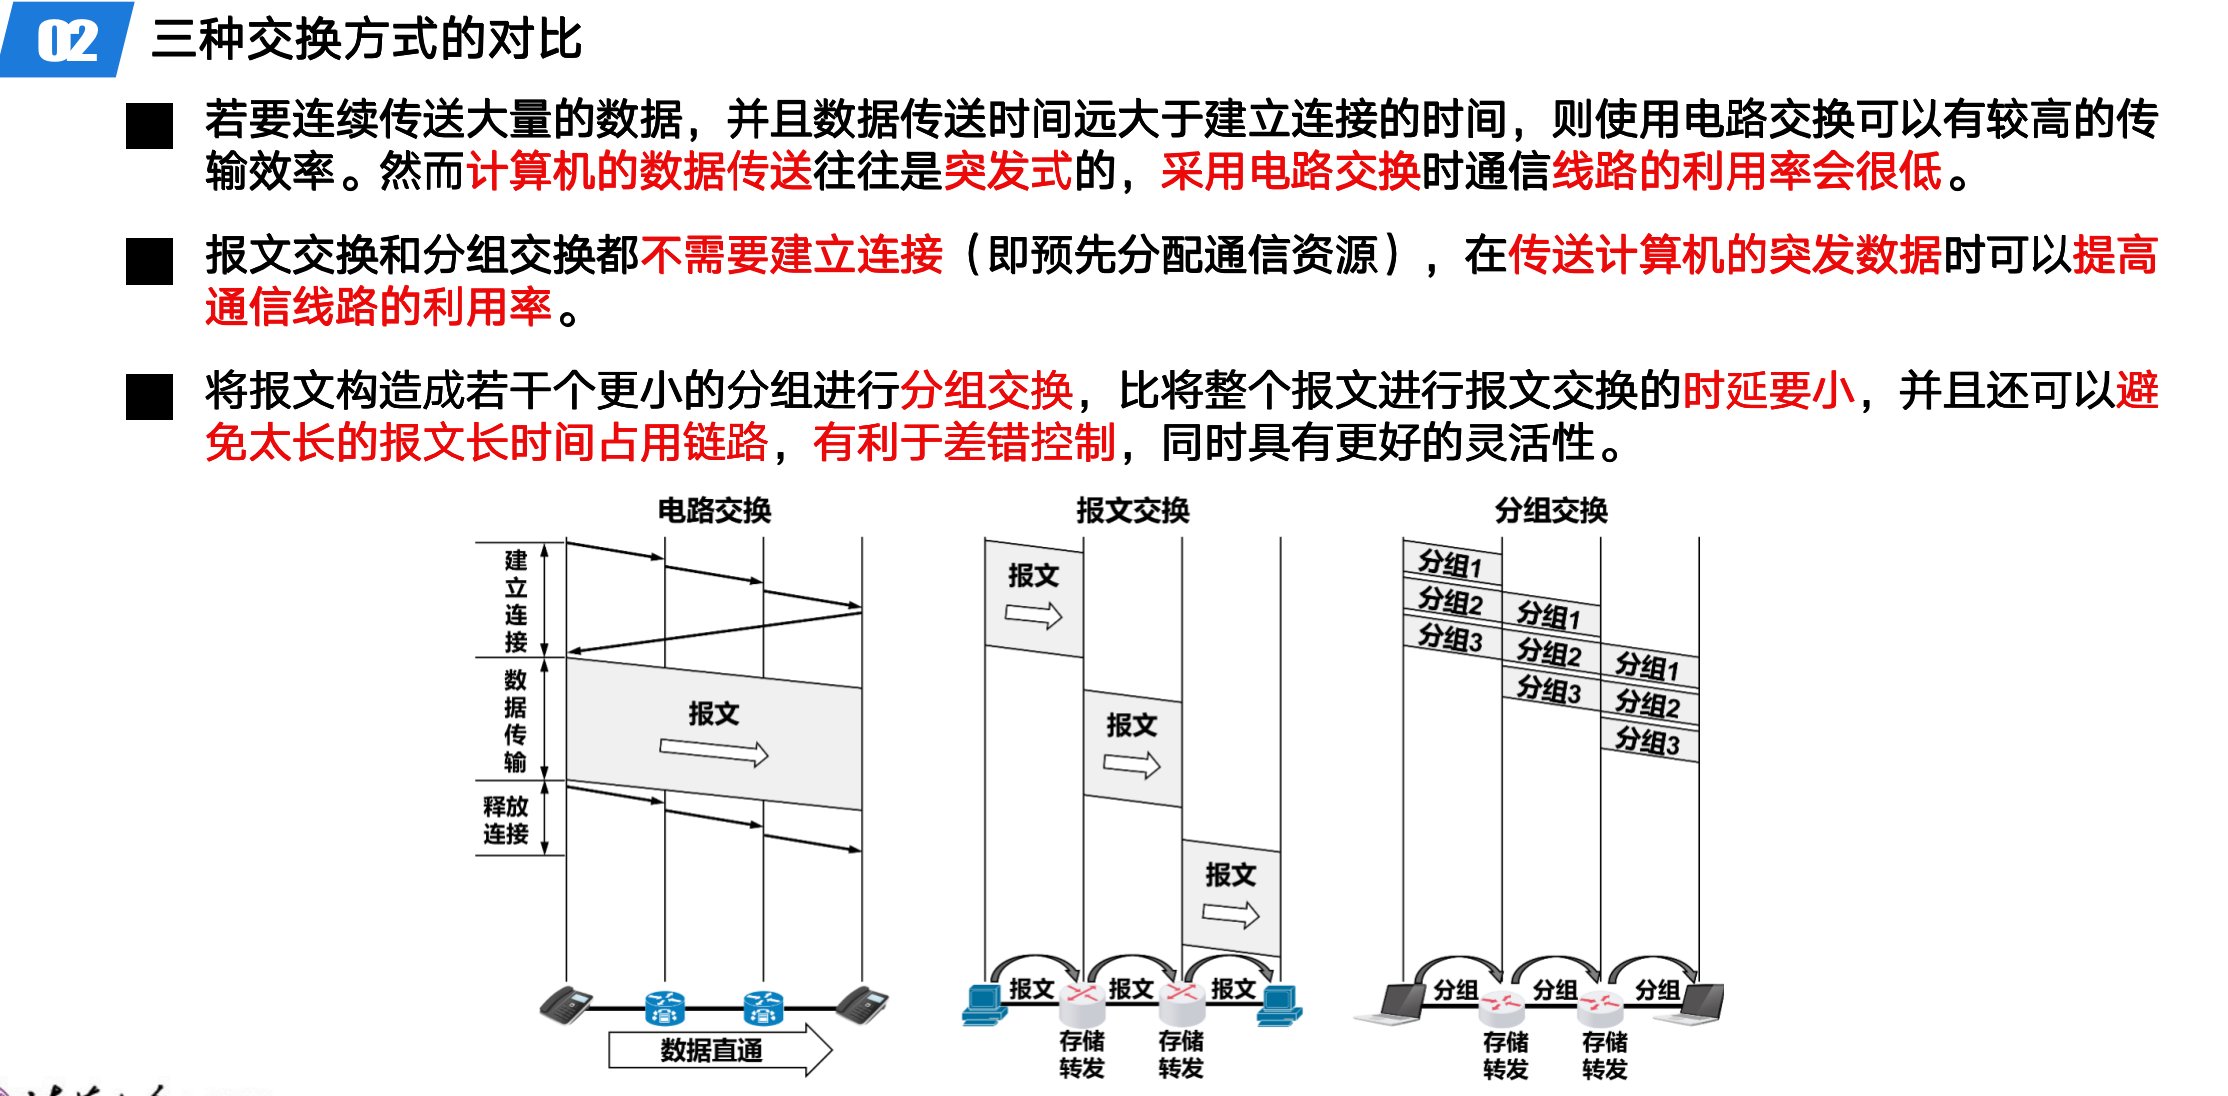 02 三种交换方式的对比
若要连续传送大量的数据，并且数据传送时间远大于建立连接的时间，则使用电路交换可以有较高的传
输效率。然而计算机的数据传送往往是突发式的，采用电路交换时通信线路的利用率会很低。
报文交换和分组交换都不需要建立连接（即预先分配通信资源），在传送计算机的突发数据时可以提高
通信线路的利用率。
将报文构造成若干个更小的分组进行分组交换，比将整个报文进行报文交换的时延要小，并且还可以避
免太长的报文长时间占用链路，有利于差错控制，同时具有更好的灵活性。
电路交换
建立连接
数据传输
释放
连接
报文
数据直通
报文交换
报文
报文
报文
报文
报文
报文
存储
转发
存储
转发
分组交换
分组1
分组2
分组3
分组1
分组2
分组3
分组1
分组2
分组3
分组
分组
分组
存储
转发
存储
转发